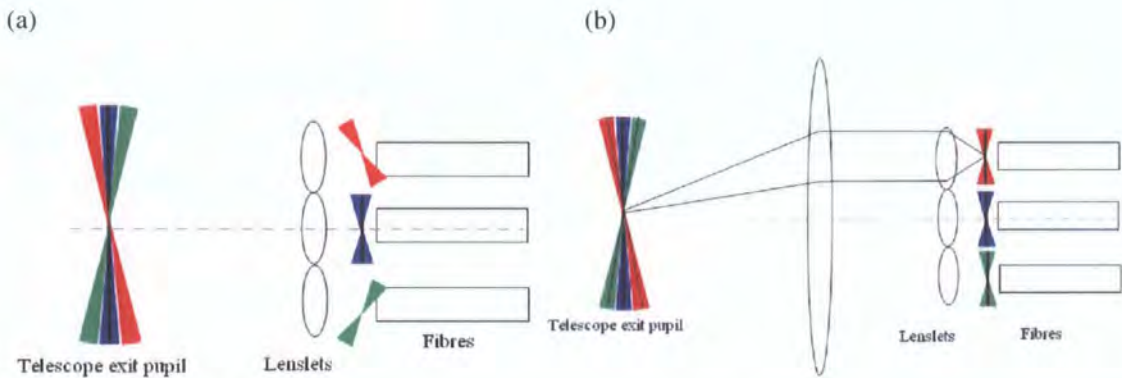 (a)
Telescope exit pupil
Lenslets
Fibres
(b)
Telescope exit pupil
Lenslets
Fibres